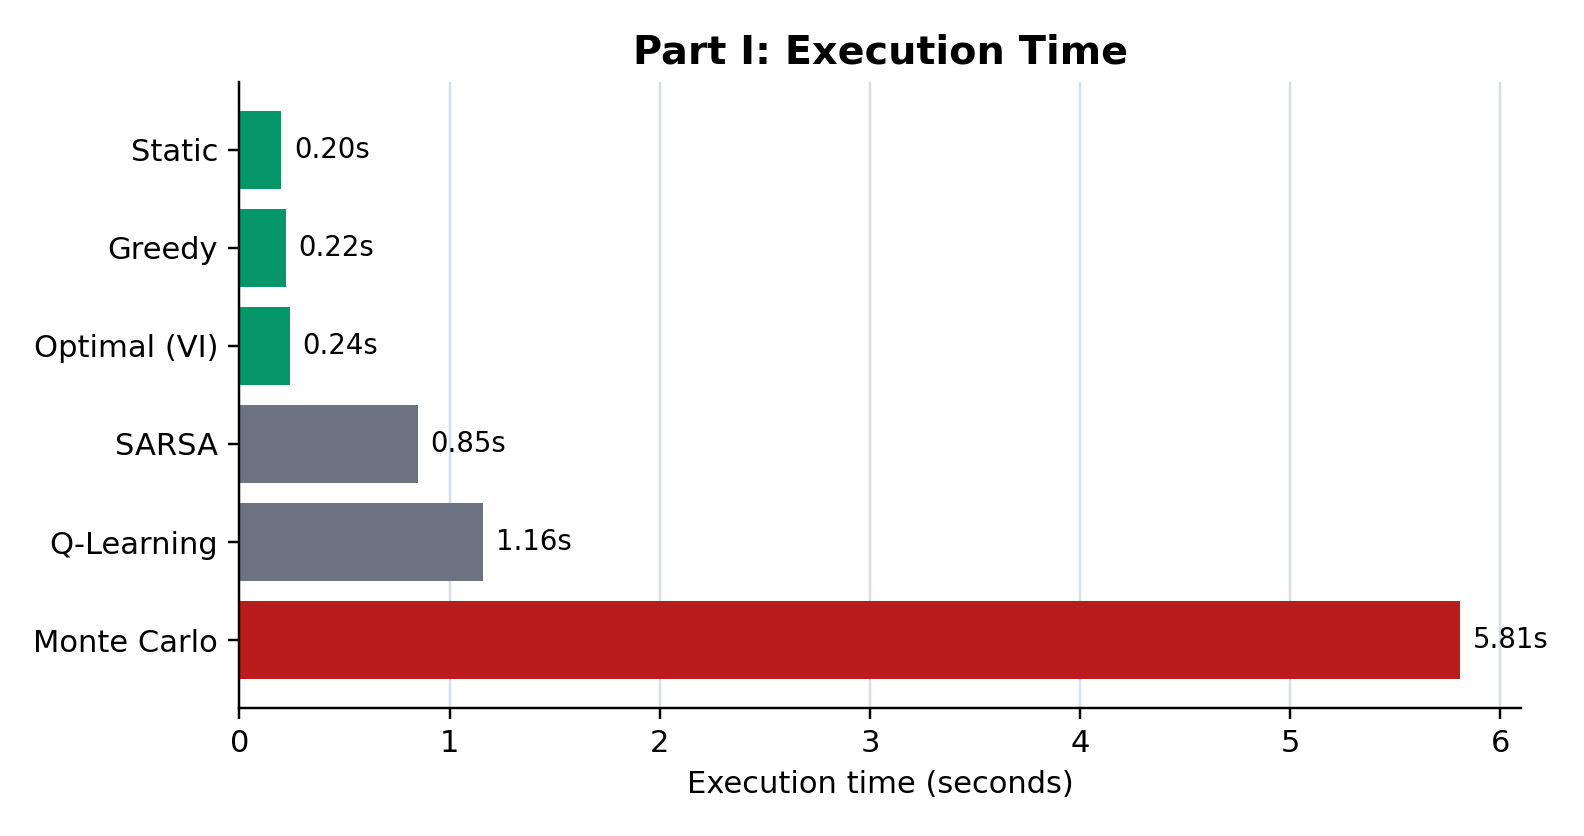 Part I: Execution Time
Static 0.20s
Greedy 0.22s
Optimal (VI) 0.24s
SARSA 0.85s
Q-Learning 1.16s
Monte Carlo 5.81s
0 1 2 3 4 5 6
Execution time (seconds)